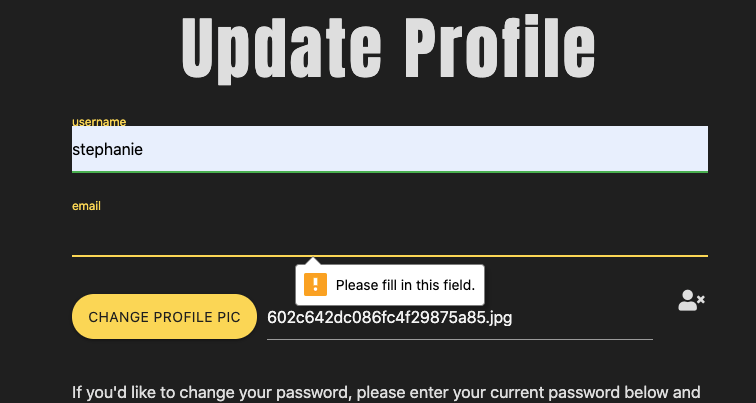 Update Profile
username
stephanie
email
Please fill in this field.
CHANGE PROFILE PIC
602c642dc086fc4f29875a85.jpg
If you'd like to change your password, please enter your current password below and